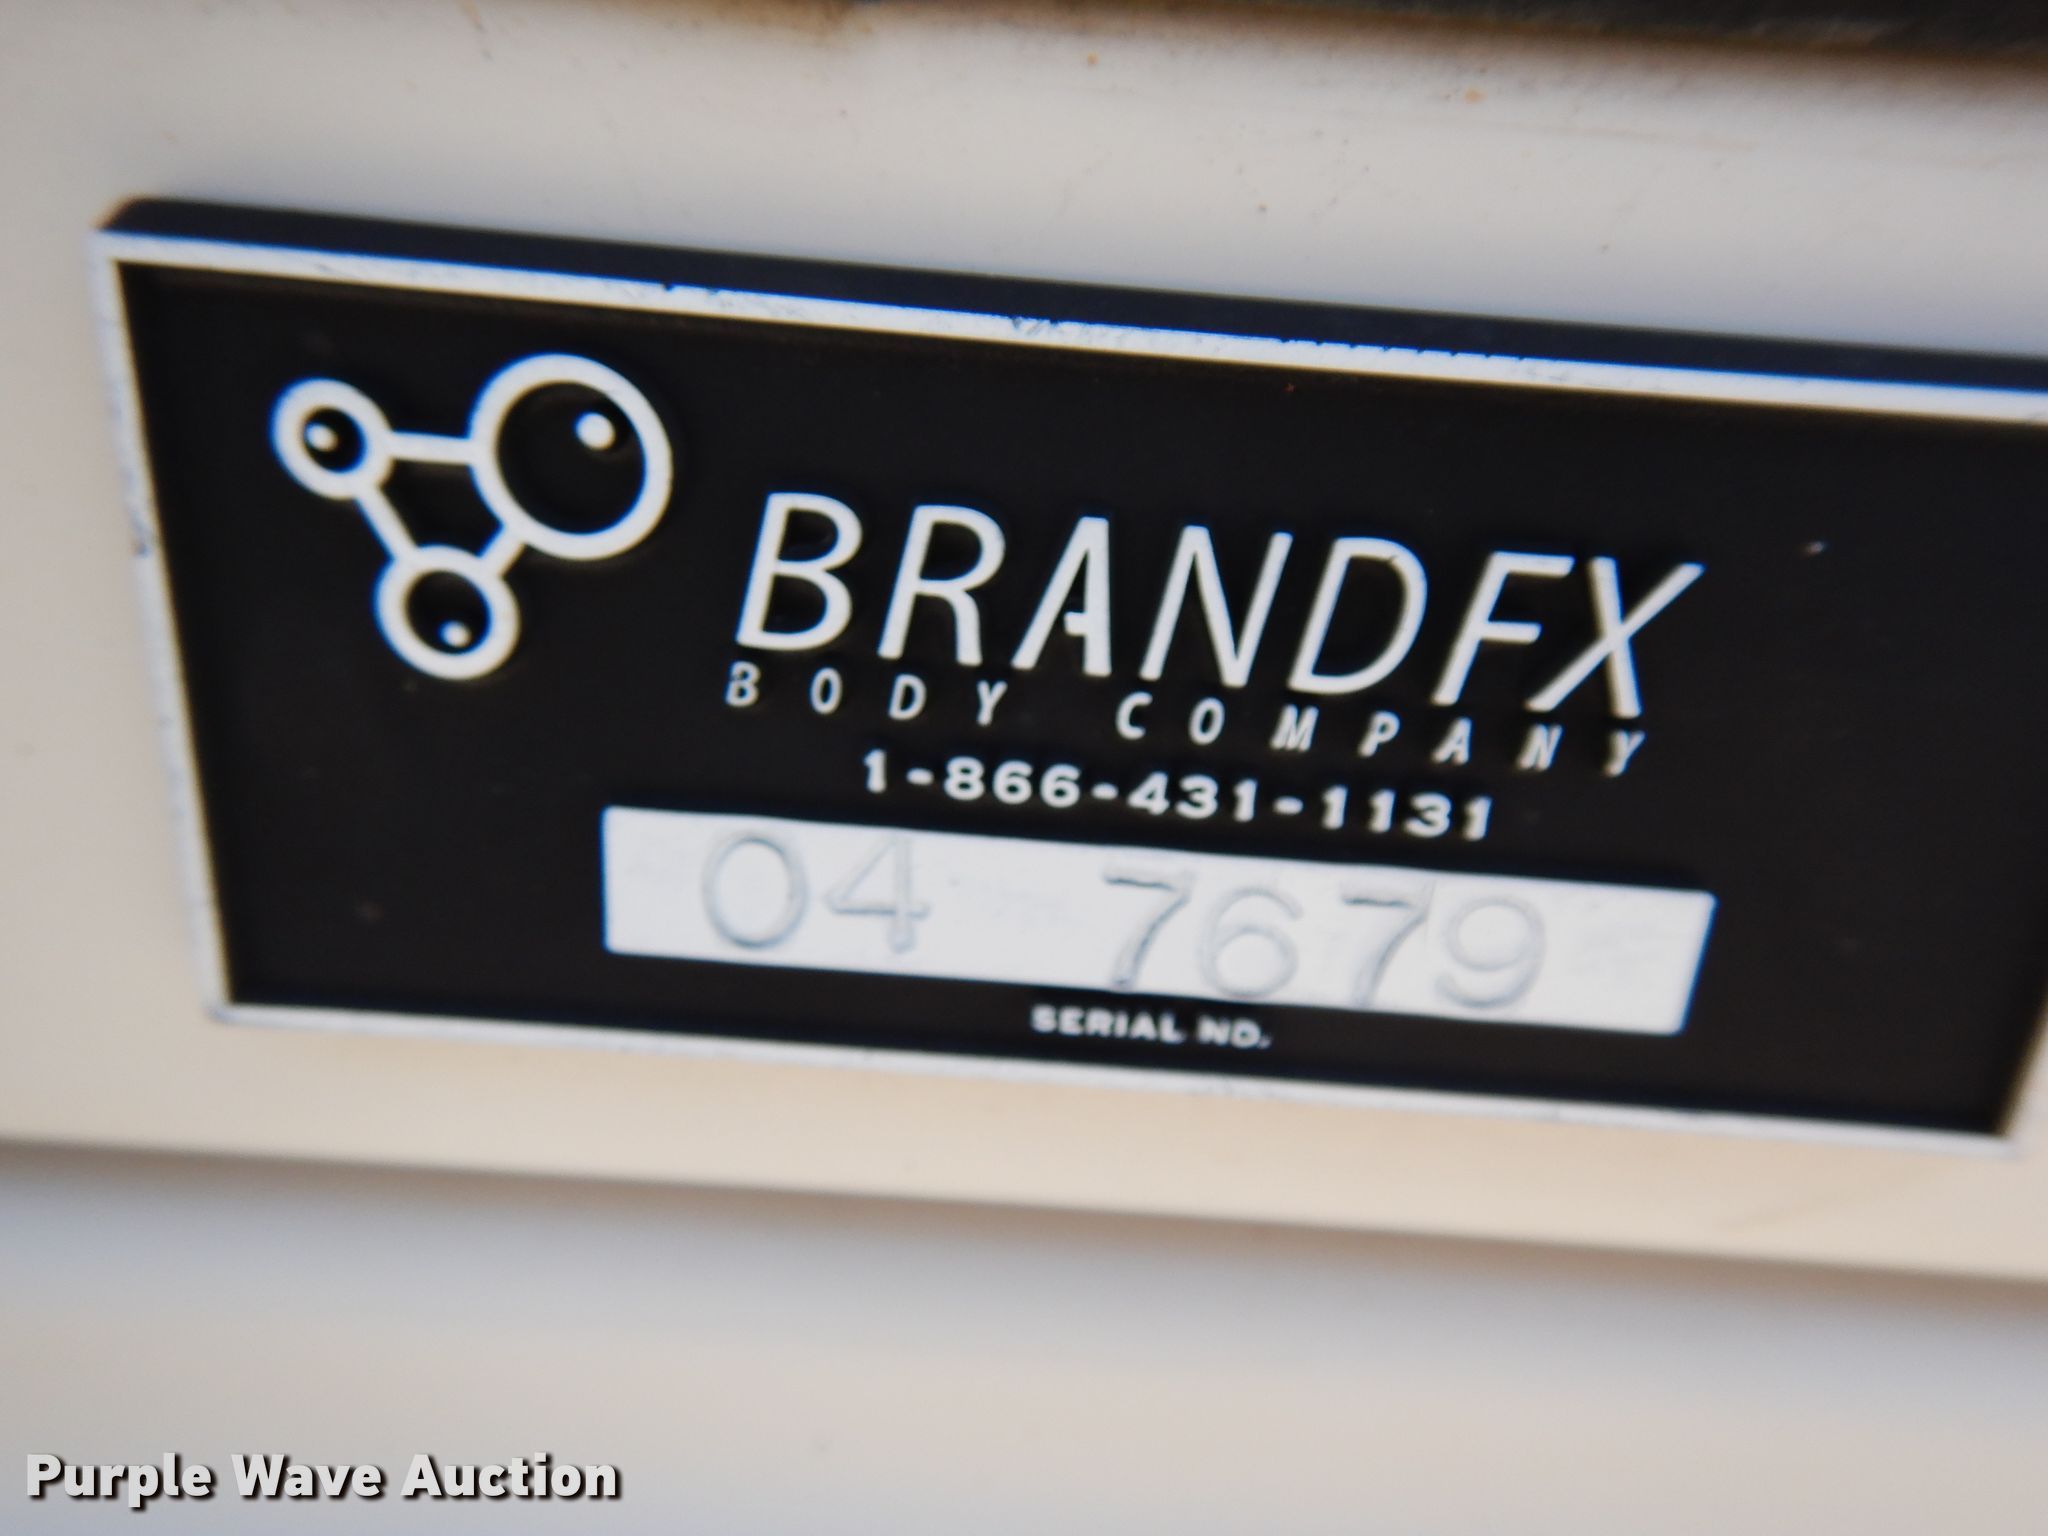 BRANDFX
BODY COMPANY
1-866-431-1131
04 7679
SERIAL NO.
Purple Wave Auction